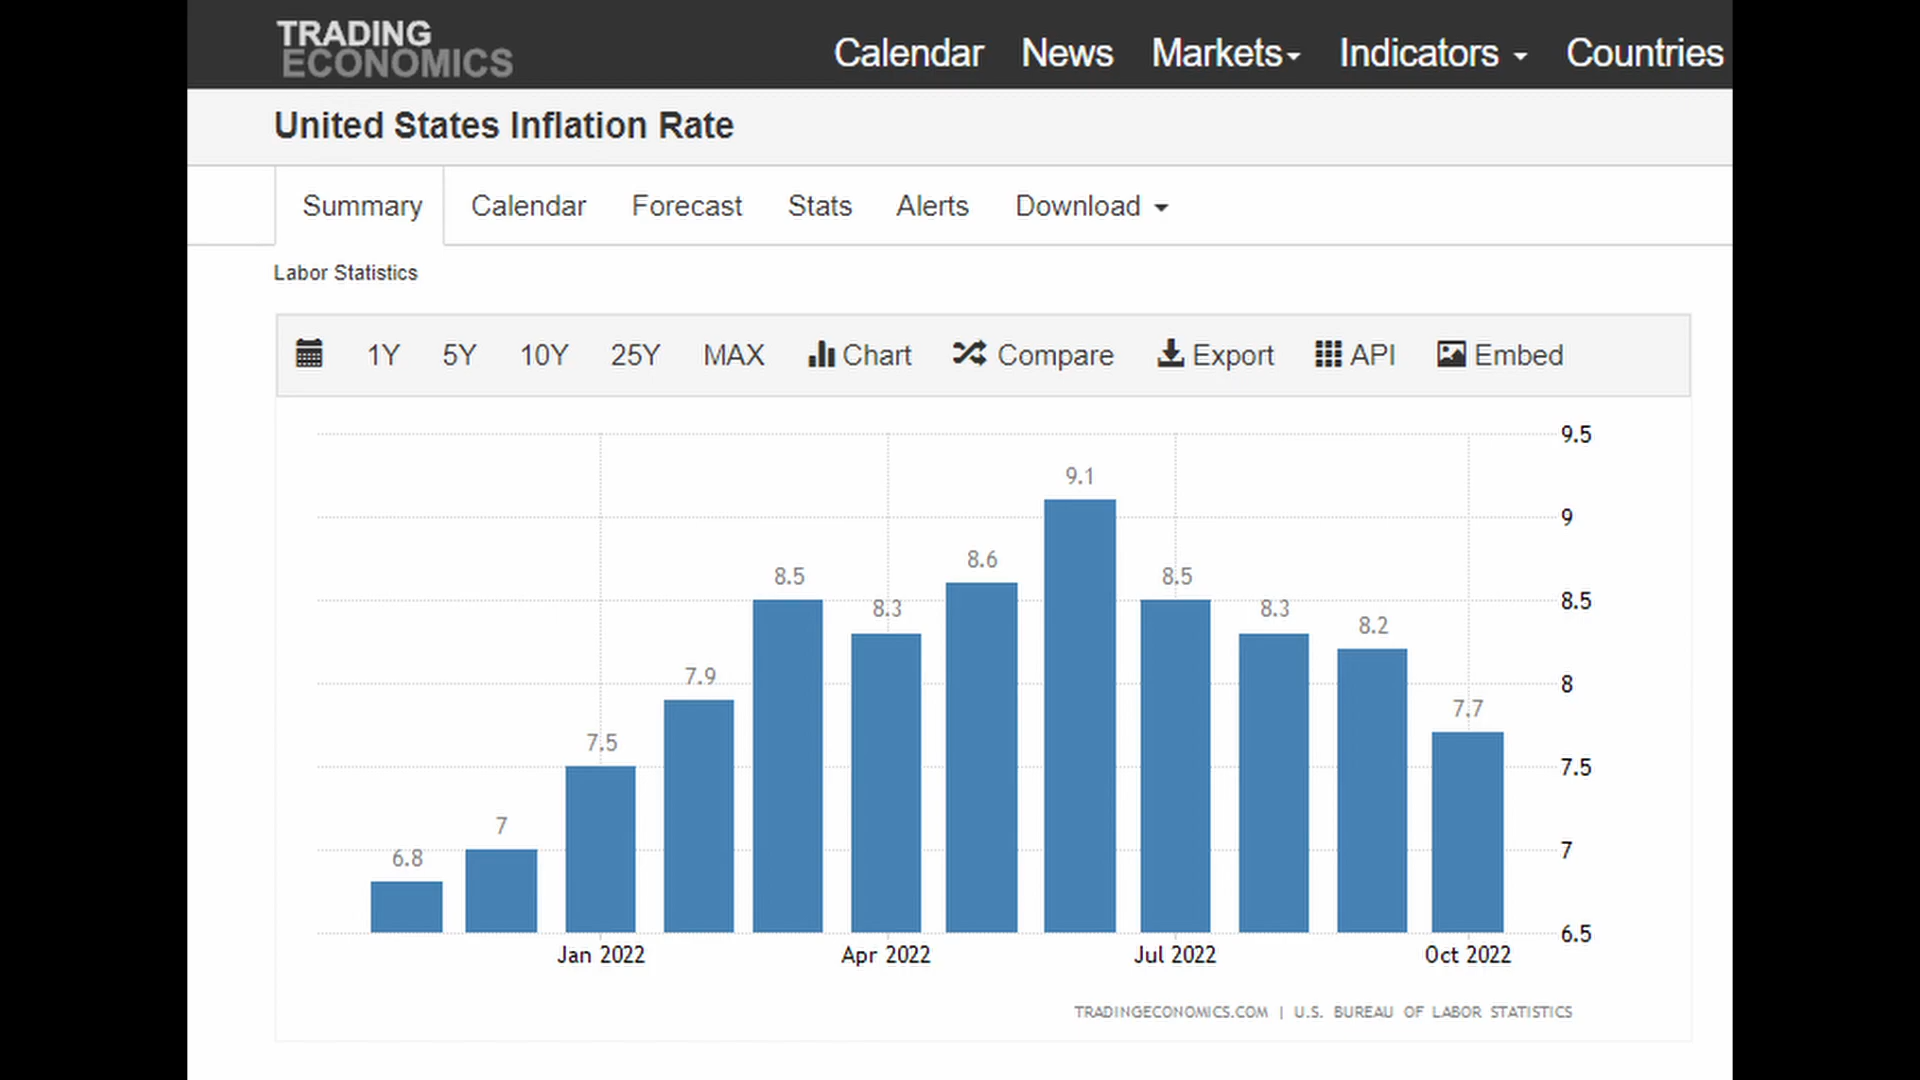 TRADING
ECONOMICS
Calendar News Markets Indicators Countries
United States Inflation Rate
Summary Calendar Forecast Stats Alerts Download
Labor Statistics
1Y 5Y 10Y 25Y MAX Chart Compare Export API Embed
9.5
9.1
9
8.6
8.5 8.5
8.5
8.3 8.3
8.2
8
7.9
7.7
7.5
7.5
7
7
6.8
6.5
Jan 2022 Apr 2022 Jul 2022 Oct 2022
TRADINGECONOMICS.COM | U.S. BUREAU OF LABOR STATISTICS